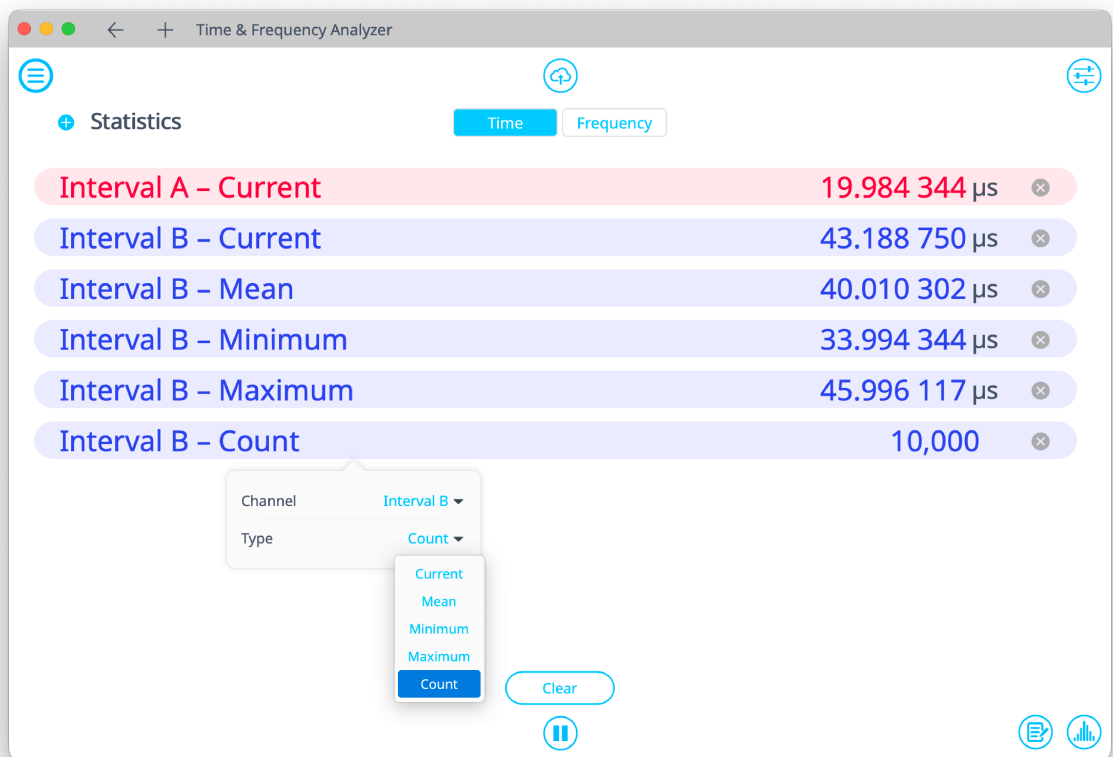 Time & Frequency Analyzer
Statistics
Time Frequency
Interval A – Current 19.984 344 µs
Interval B – Current 43.188 750 µs
Interval B – Mean 40.010 302 µs
Interval B – Minimum 33.994 344 µs
Interval B – Maximum 45.996 117 µs
Interval B – Count 10,000
Channel Interval B
Type Count
Current
Mean
Minimum
Maximum
Count
Clear